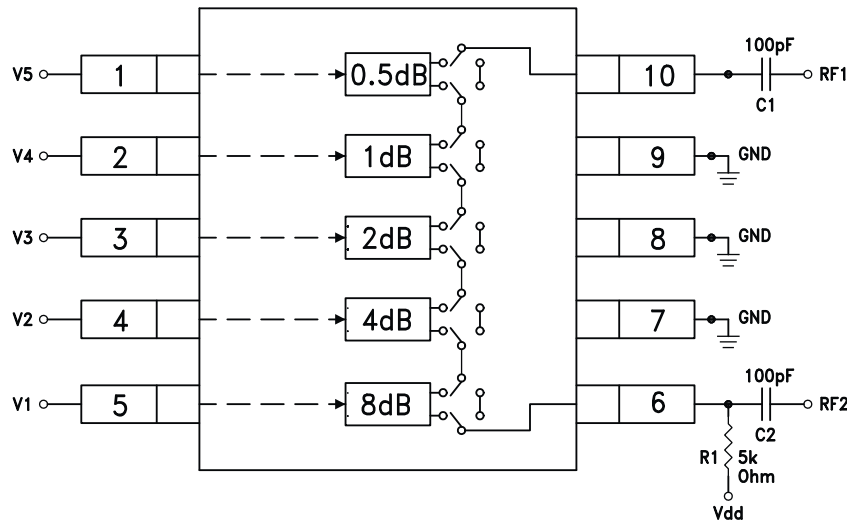 100pF
V5 1 0.5dB 10 RF1
C1
V4 2 1dB 9 GND
V3 3 2dB 8 GND
V2 4 4dB 7 GND
100pF
V1 5 8dB 6 RF2
C2
R1 5k
Ohm
Vdd